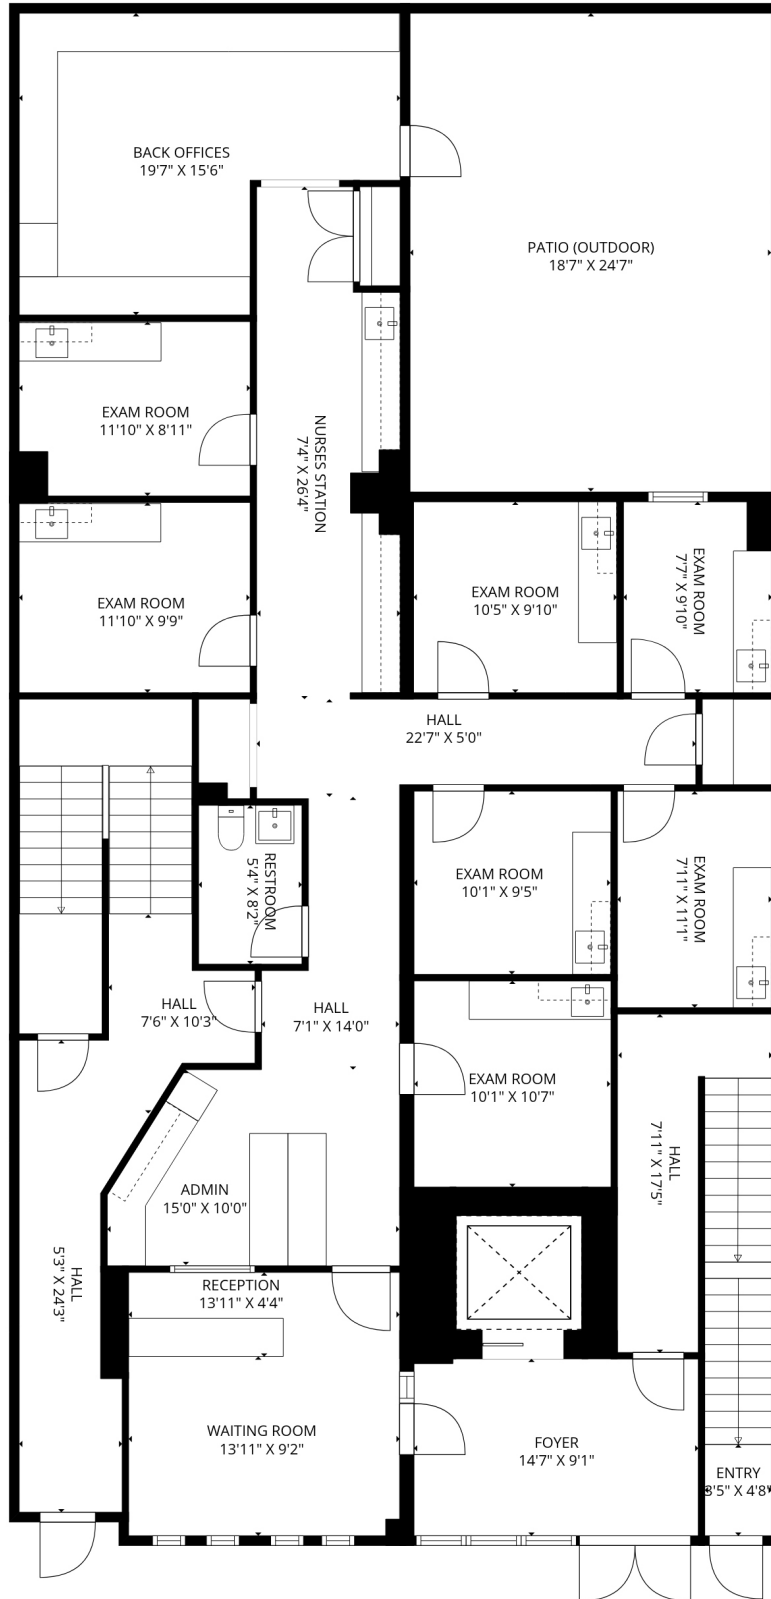 BACK OFFICES
19'7" X 15'6"
PATIO (OUTDOOR)
18'7" X 24'7"
EXAM ROOM
11'10" X 8'11"
NURSES STATION
7'4" X 26'4"
EXAM ROOM
11'10" X 9'9"
EXAM ROOM
10'5" X 9'10"
EXAM ROOM
7'7" X 9'10"
HALL
22'7" X 5'0"
RESTROOM
5'4" X 8'2"
EXAM ROOM
10'1" X 9'5"
EXAM ROOM
7'11" X 11'1"
HALL
7'6" X 10'3"
HALL
7'1" X 14'0"
EXAM ROOM
10'1" X 10'7"
HALL
7'11" X 17'5"
ADMIN
15'0" X 10'0"
HALL
5'3" X 24'3"
RECEPTION
13'11" X 4'4"
WAITING ROOM
13'11" X 9'2"
FOYER
14'7" X 9'1"
ENTRY
3'5" X 4'8"